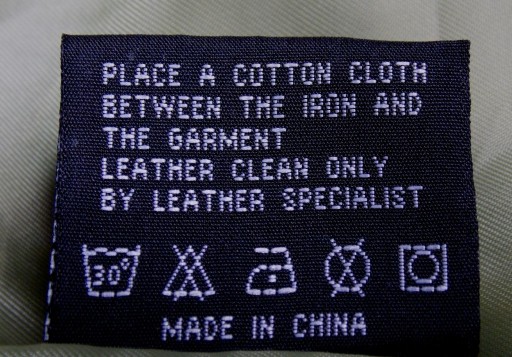 PLACE A COTTON CLOTH
BETWEEN THE IRON AND
THE GARMENT
LEATHER CLEAN ONLY
BY LEATHER SPECIALIST
30°
MADE IN CHINA